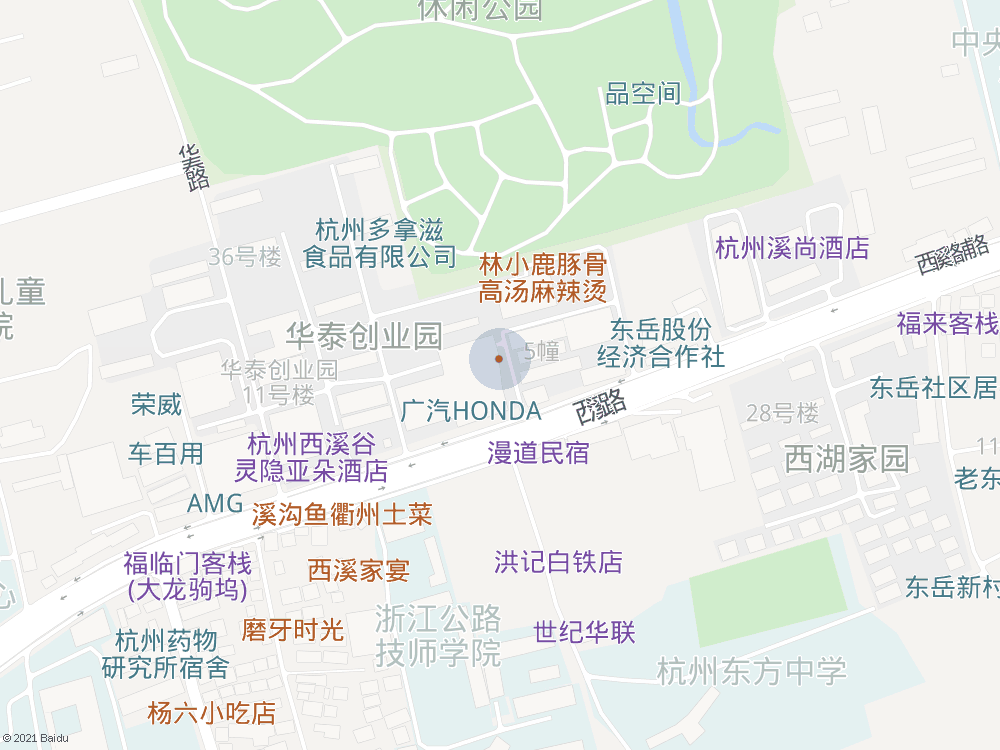 休闲公园
中央
品空间
华泰路
杭州多拿滋
食品有限公司
36号楼
林小鹿豚骨
高汤麻辣烫
杭州溪尚酒店
西溪路辅路
儿童
院
华泰创业园
5幢
东岳股份
经济合作社
福来客栈
华泰创业园
11号楼
荣威
广汽HONDA
西溪路
28号楼
东岳社区居
车百用
杭州西溪谷
灵隐亚朵酒店
漫道民宿
西湖家园
11
老东
AMG
溪沟鱼衢州土菜
福临门客栈
(大龙驹坞)
西溪家宴
洪记白铁店
东岳新村
心
杭州药物
研究所宿舍
磨牙时光
浙江公路
技师学院
世纪华联
杭州东方中学
杨六小吃店
© 2021 Baidu